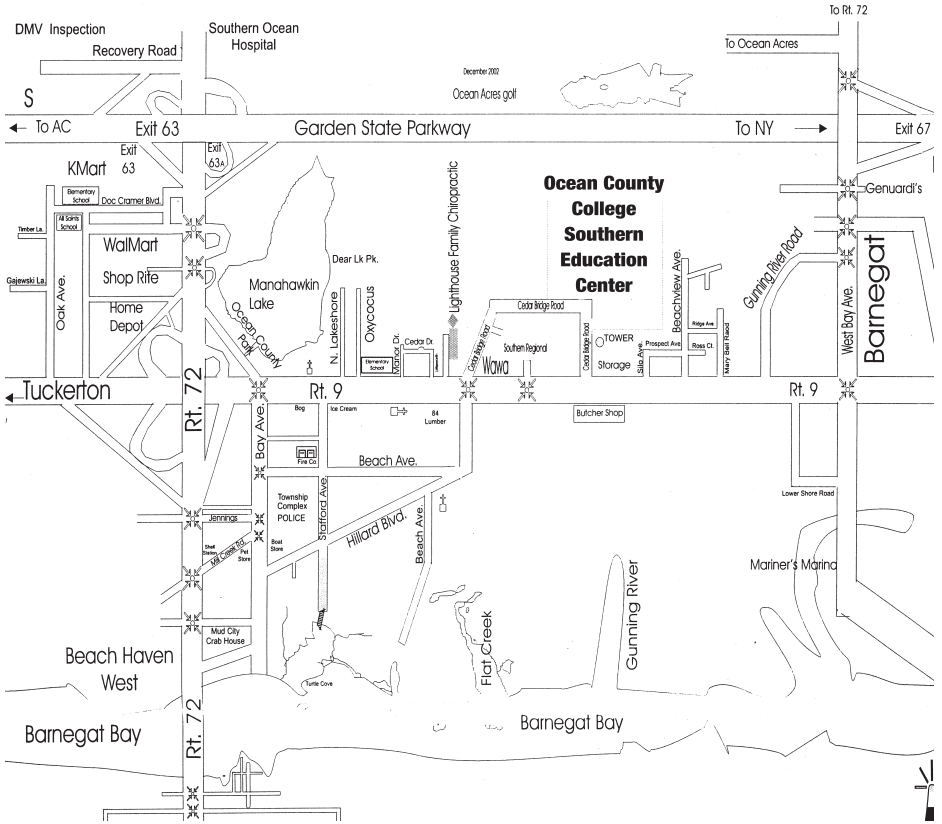 To Rt. 72
DMV Inspection
Southern Ocean
Hospital
Recovery Road
To Ocean Acres
December 2002
Ocean Acres golf
S
To AC
Exit 63
Garden State Parkway
To NY
Exit 67
Exit
63
Exit
63A
KMart
Elementary
School
Doc Cramer Blvd.
All Saints
School
Timber La.
Gajewski La.
Oak Ave.
WalMart
Shop Rite
Home
Depot
Manahawkin
Lake
Ocean County
Park
Dear Lk Pk.
N. Lakeshore
Oxycocus
Elementary
School
Manor Dr.
Cedar Dr.
Lighthouse Family Chiropractic
Ocean County
College
Southern
Education
Center
Cedar Bridge Road
Cedar Bridge Road
Cedar Bridge Road
Southern Regional
Wawa
TOWER
Storage
Silo Ave.
Prospect Ave.
Beachview Ave.
Ridge Ave.
Ross Ct.
Mary Bell Raod
Gunning River Road
Genuardi's
West Bay Ave.
Barnegat
Tuckerton
Rt. 72
Rt. 9
Rt. 9
Bay Ave.
Bog
Ice Cream
84
Lumber
Butcher Shop
Fire Co.
Beach Ave.
Township
Complex
POLICE
Stafford Ave
Hillard Blvd.
Beach Ave.
Lower Shore Road
Jennings
Shell
Station
Mill Creek Rd.
Pet
Store
Boat
Store
Mud City
Crab House
Mariner's Marina
Gunning River
Flat Creek
Turtle Cove
Beach Haven
West
Rt. 72
Barnegat Bay
Barnegat Bay